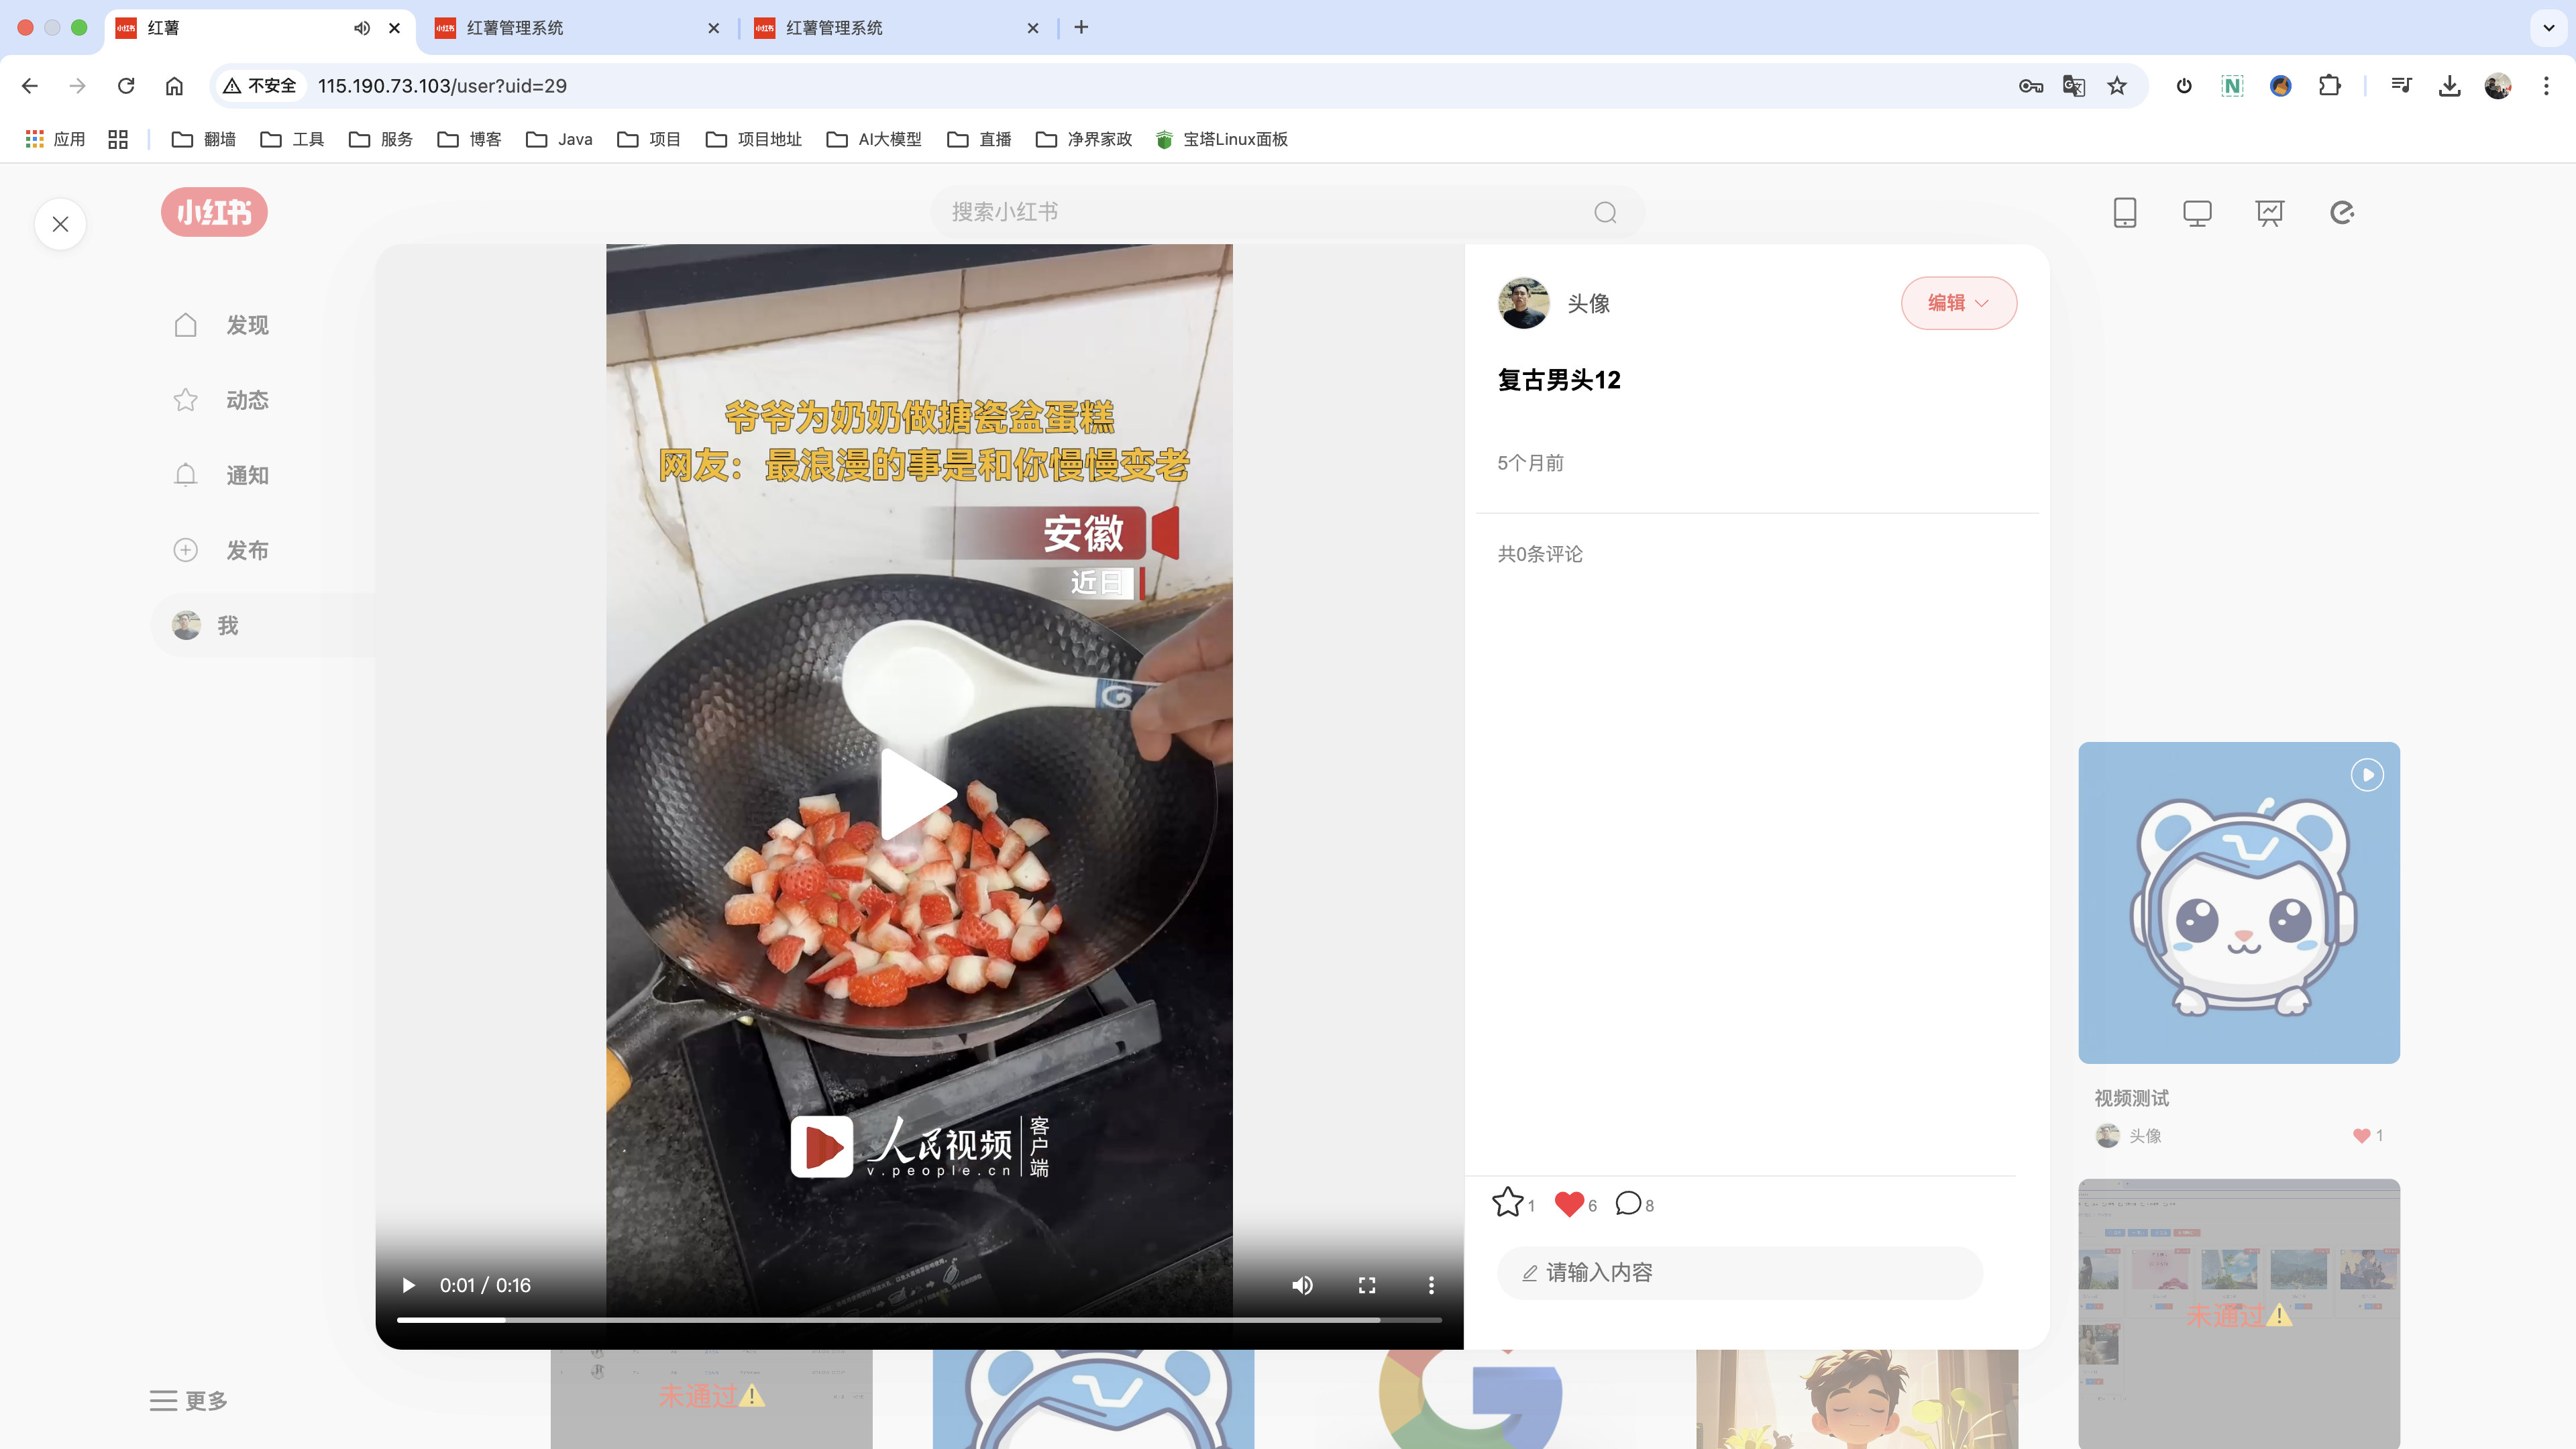 红薯
红薯管理系统
红薯管理系统
不安全
115.190.73.103/user?uid=29
应用
翻墙
工具
服务
博客
Java
项目
项目地址
AI大模型
直播
净界家政
宝塔Linux面板
小红书
搜索小红书
发现
动态
通知
发布
我
更多
爷爷为奶奶做搪瓷盆蛋糕
网友：最浪漫的事是和你慢慢变老
安徽
近日
人民视频
客户端
v.people.cn
0:01 / 0:16
头像
编辑
复古男头12
5个月前
共0条评论
1
6
8
请输入内容
视频测试
头像
1
未通过
未通过